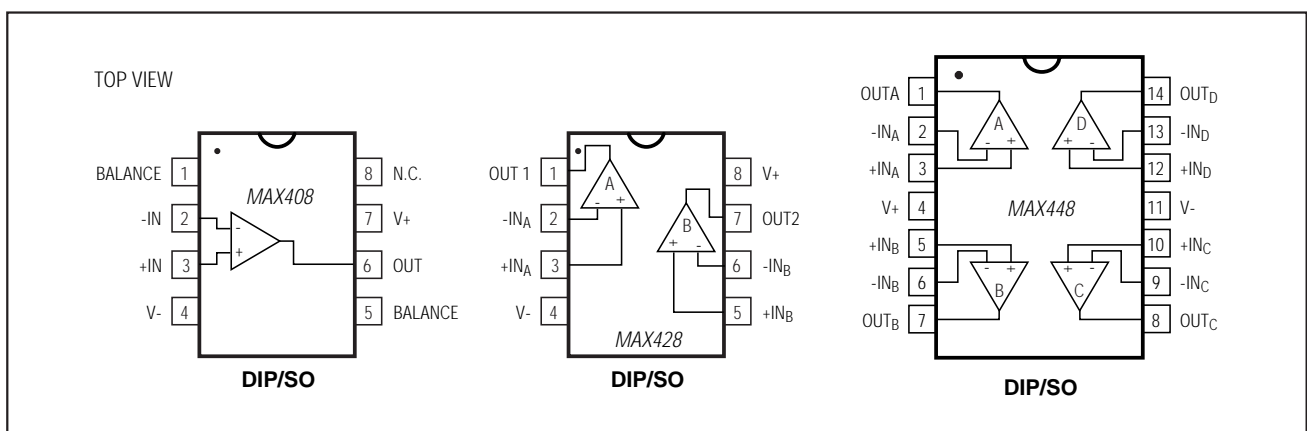 TOP VIEW
MAX408
BALANCE 1
-IN 2
+IN 3
V- 4
8 N.C.
7 V+
6 OUT
5 BALANCE
-
+
DIP/SO
OUT 1 1
-INA 2
+INA 3
V- 4
8 V+
7 OUT2
6 -INB
5 +INB
A
- +
B
+ -
MAX428
DIP/SO
OUTA 1
-INA 2
+INA 3
V+ 4
+INB 5
-INB 6
OUTB 7
14 OUTD
13 -IND
12 +IND
11 V-
10 +INC
9 -INC
8 OUTC
A
- +
D
+ -
MAX448
- +
B
+ -
C
DIP/SO